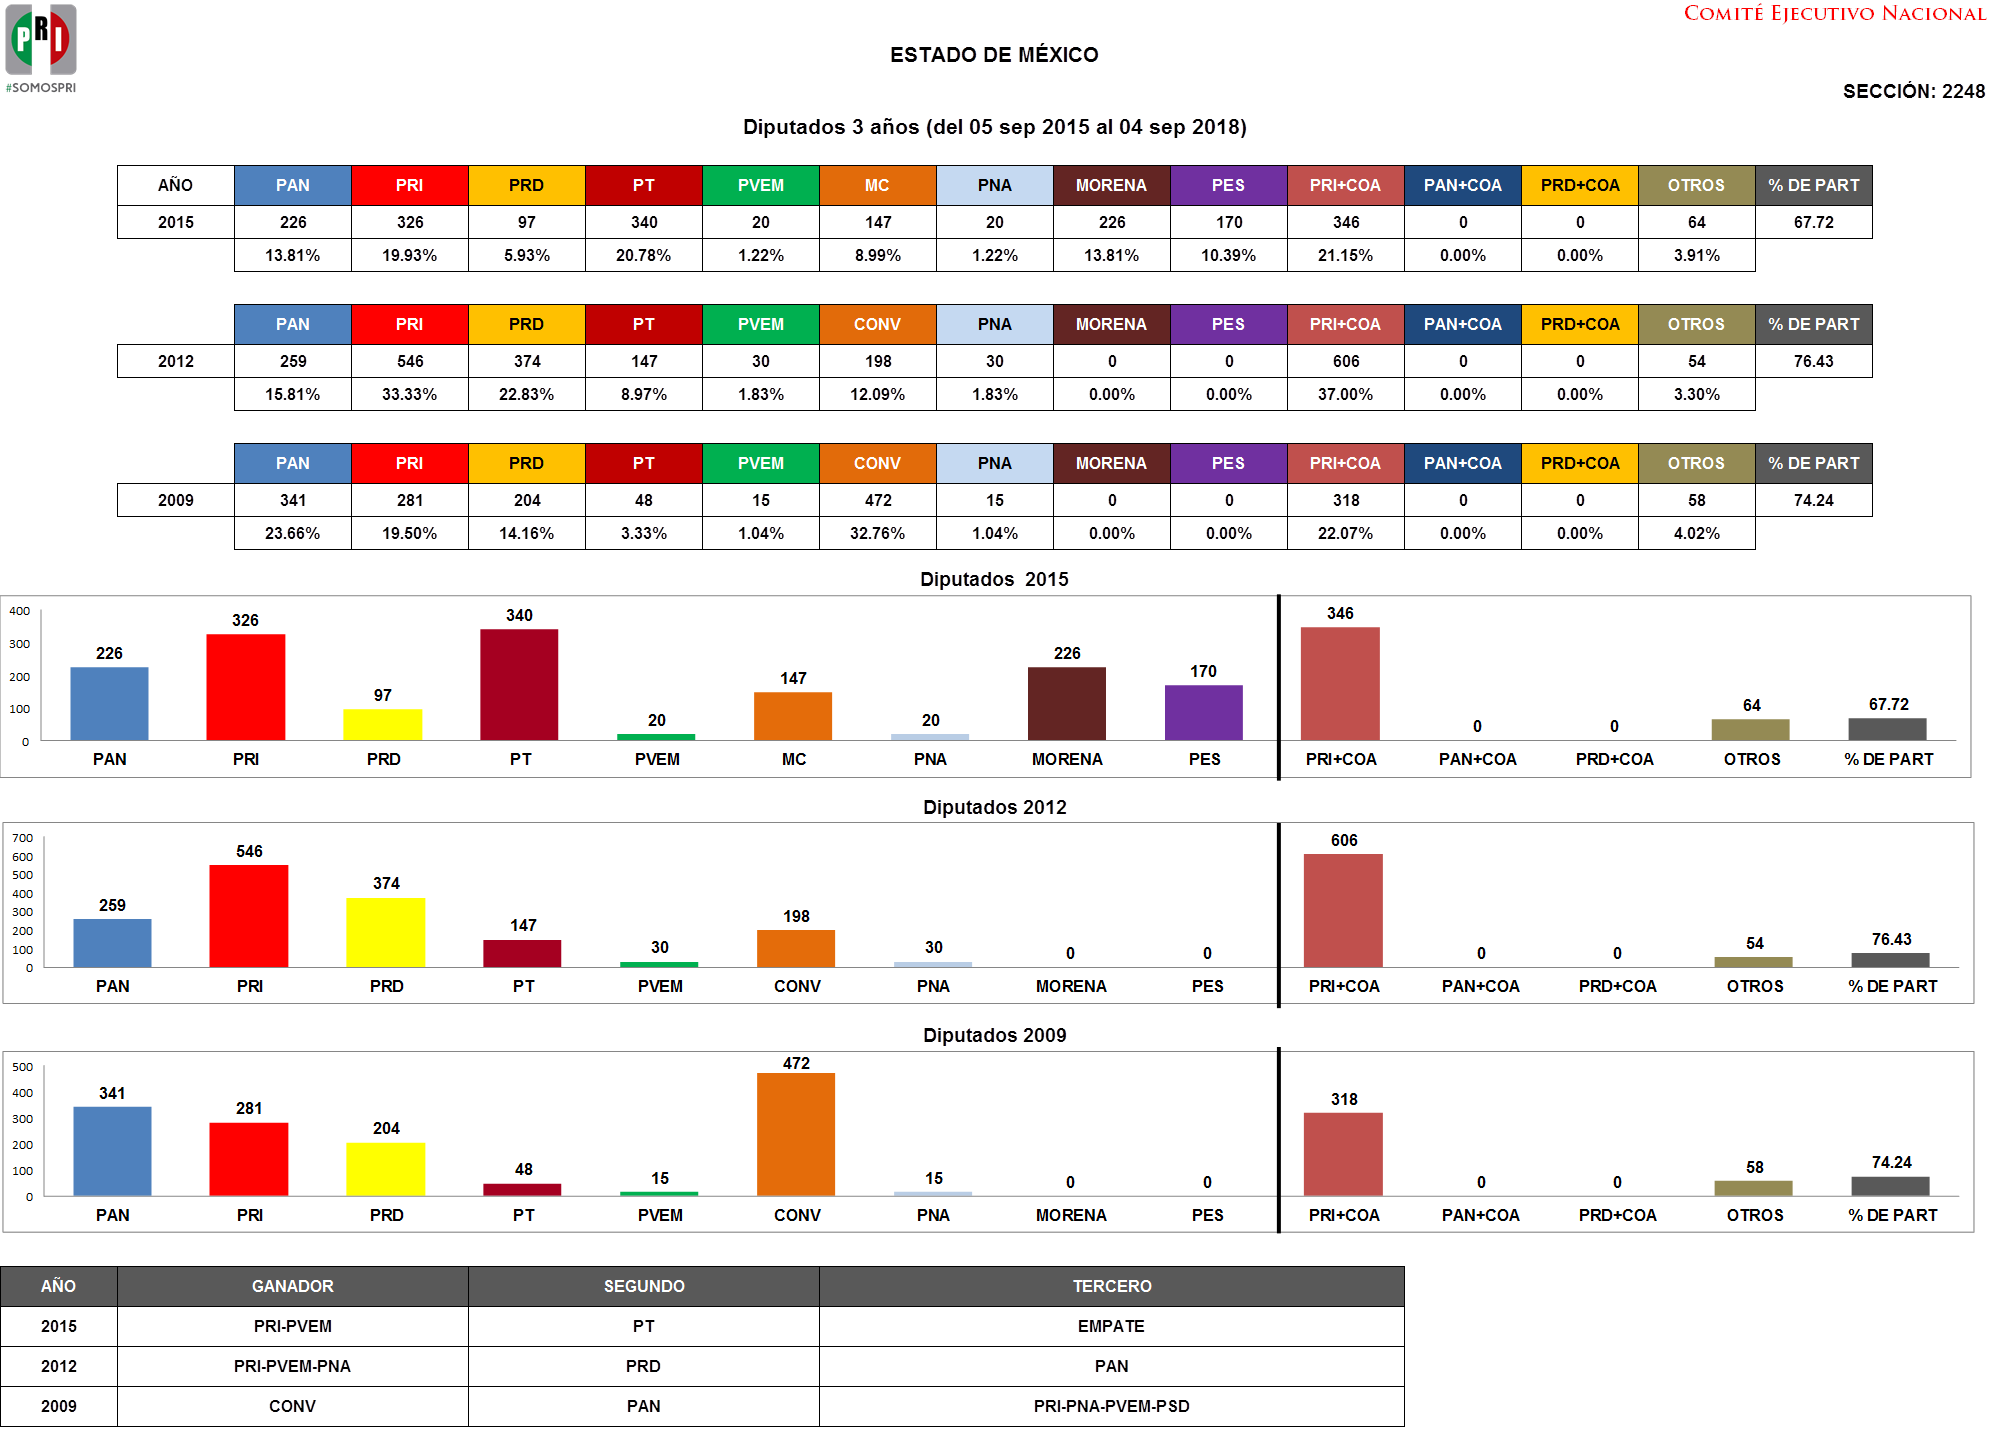 PRI
#SOMOSPRI
COMITÉ EJECUTIVO NACIONAL
ESTADO DE MÉXICO
SECCIÓN: 2248
Diputados 3 años (del 05 sep 2015 al 04 sep 2018)
AÑO PAN PRI PRD PT PVEM MC PNA MORENA PES PRI+COA PAN+COA PRD+COA OTROS % DE PART
2015 226 326 97 340 20 147 20 226 170 346 0 0 64 67.72
13.81% 19.93% 5.93% 20.78% 1.22% 8.99% 1.22% 13.81% 10.39% 21.15% 0.00% 0.00% 3.91%
PAN PRI PRD PT PVEM CONV PNA MORENA PES PRI+COA PAN+COA PRD+COA OTROS % DE PART
2012 259 546 374 147 30 198 30 0 0 606 0 0 54 76.43
15.81% 33.33% 22.83% 8.97% 1.83% 12.09% 1.83% 0.00% 0.00% 37.00% 0.00% 0.00% 3.30%
PAN PRI PRD PT PVEM CONV PNA MORENA PES PRI+COA PAN+COA PRD+COA OTROS % DE PART
2009 341 281 204 48 15 472 15 0 0 318 0 0 58 74.24
23.66% 19.50% 14.16% 3.33% 1.04% 32.76% 1.04% 0.00% 0.00% 22.07% 0.00% 0.00% 4.02%
Diputados 2015
400
300
200
100
0
226 326 97 340 20 147 20 226 170 346 0 0 64 67.72
PAN PRI PRD PT PVEM MC PNA MORENA PES PRI+COA PAN+COA PRD+COA OTROS % DE PART
Diputados 2012
700
600
500
400
300
200
100
0
259 546 374 147 30 198 30 0 0 606 0 0 54 76.43
PAN PRI PRD PT PVEM CONV PNA MORENA PES PRI+COA PAN+COA PRD+COA OTROS % DE PART
Diputados 2009
500
400
300
200
100
0
341 281 204 48 15 472 15 0 0 318 0 0 58 74.24
PAN PRI PRD PT PVEM CONV PNA MORENA PES PRI+COA PAN+COA PRD+COA OTROS % DE PART
AÑO GANADOR SEGUNDO TERCERO
2015 PRI-PVEM PT EMPATE
2012 PRI-PVEM-PNA PRD PAN
2009 CONV PAN PRI-PNA-PVEM-PSD